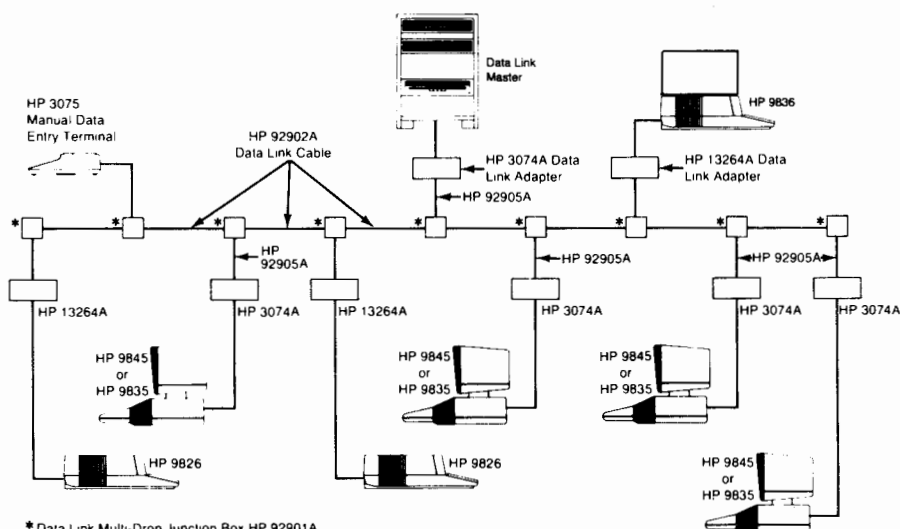 Data Link
Master
HP 3075
Manual Data
Entry Terminal
HP 9836
HP 92902A
Data Link Cable
HP 3074A Data
Link Adapter
HP 13264A Data
Link Adapter
HP 92905A
*
*
*
*
*
*
*
*
*
HP
92905A
HP 92905A
HP 92905A
HP 13264A
HP 3074A
HP 13264A
HP 3074A
HP 3074A
HP 3074A
HP 9845
or
HP 9835
HP 9845
or
HP 9835
HP 9845
or
HP 9835
HP 9826
HP 9826
HP 9845
or
HP 9835
* Data Link Multi-Drop Junction Box HP 92901A